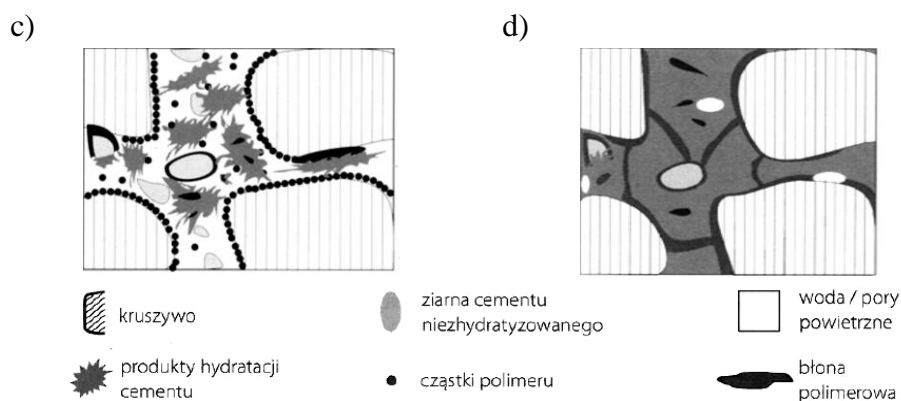 c)
d)
kruszywo
ziarna cementu
niezhydratyzowanego
woda / pory
powietrzne
produkty hydratacji
cementu
cząstki polimeru
błona
polimerowa